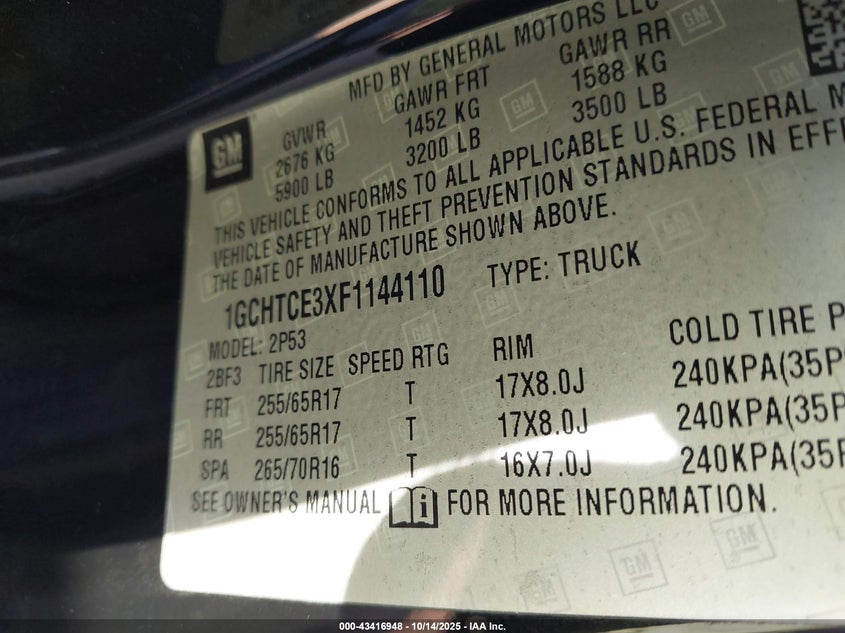 MFD BY GENERAL MOTORS LLC
GVWR GAWR FRT GAWR RR
2676 KG 1452 KG 1588 KG
5900 LB 3200 LB 3500 LB
GM
THIS VEHICLE CONFORMS TO ALL APPLICABLE U.S. FEDERAL M
VEHICLE SAFETY AND THEFT PREVENTION STANDARDS IN EFF
THE DATE OF MANUFACTURE SHOWN ABOVE.
1GCHTCE3XF1144110 TYPE: TRUCK
MODEL: 2P53
2BF3 TIRE SIZE SPEED RTG RIM COLD TIRE P
FRT 255/65R17 T 17X8.0J 240KPA(35P
RR 255/65R17 T 17X8.0J 240KPA(35P
SPA 265/70R16 T 16X7.0J 240KPA(35P
SEE OWNER'S MANUAL FOR MORE INFORMATION.
000-43416948 - 10/14/2025 - IAA Inc.